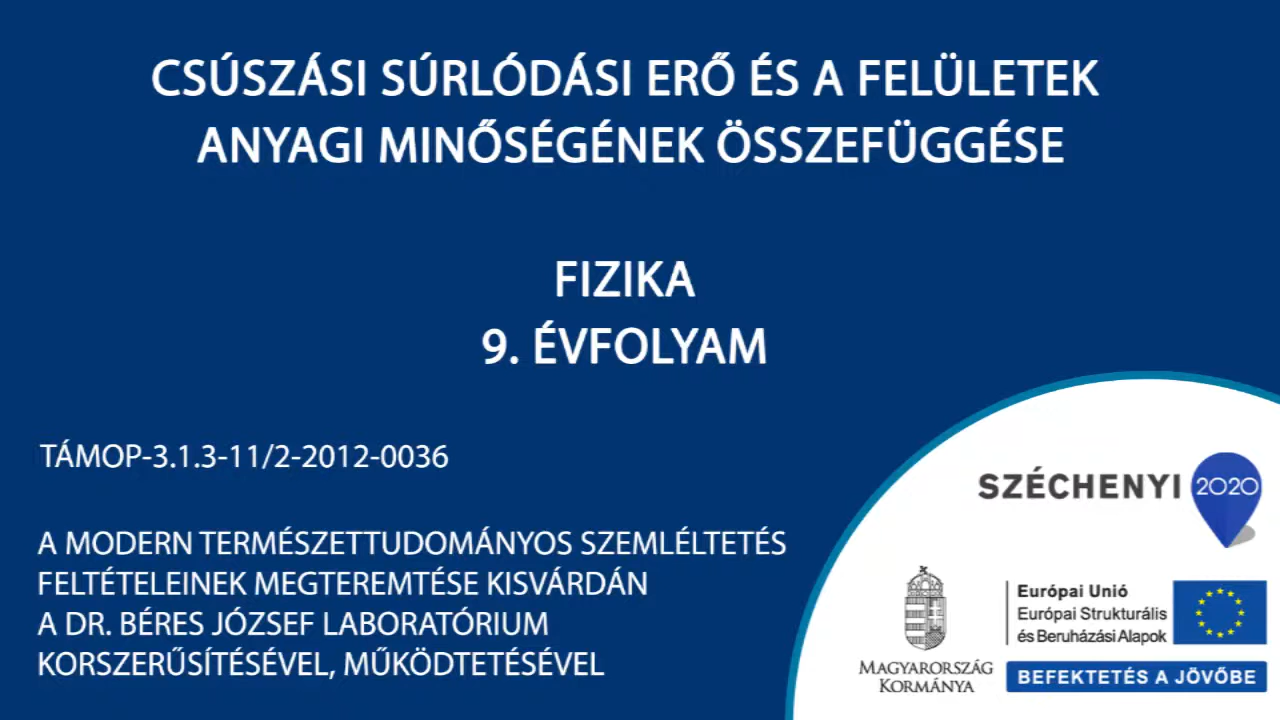 CSÚSZÁSI SÚRLÓDÁSI ERŐ ÉS A FELÜLETEK
ANYAGI MINŐSÉGÉNEK ÖSSZEFÜGGÉSE
FIZIKA
9. ÉVFOLYAM
TÁMOP-3.1.3-11/2-2012-0036
A MODERN TERMÉSZETTUDOMÁNYOS SZEMLÉLTETÉS
FELTÉTELEINEK MEGTEREMTÉSE KISVÁRDÁN
A DR. BÉRES JÓZSEF LABORATÓRIUM
KORSZERŰSÍTÉSÉVEL, MŰKÖDTETÉSÉVEL
SZÉCHENYI 2020
MAGYARORSZÁG
KORMÁNYA
Európai Unió
Európai Strukturális
és Beruházási Alapok
BEFEKTETÉS A JÖVŐBE